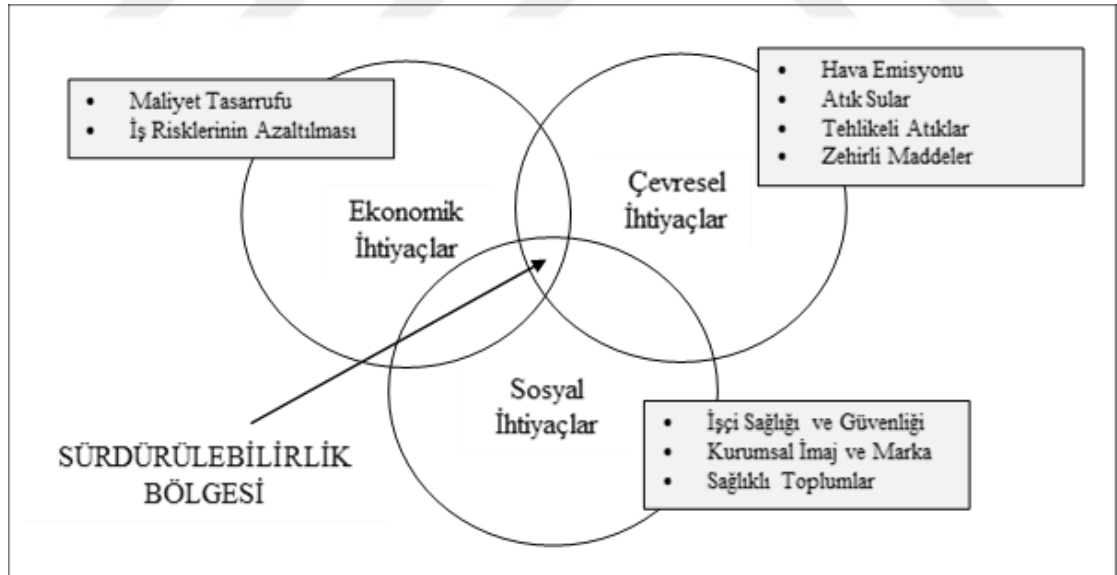 • Maliyet Tasarrufu
• İş Risklerinin Azaltılması
• Hava Emisyonu
• Atık Sular
• Tehlikeli Atıklar
• Zehirli Maddeler
Ekonomik
İhtiyaçlar
Çevresel
İhtiyaçlar
Sosyal
İhtiyaçlar
• İşçi Sağlığı ve Güvenliği
• Kurumsal İmaj ve Marka
• Sağlıklı Toplumlar
SÜRDÜRÜLEBİLİRLİK
BÖLGESİ